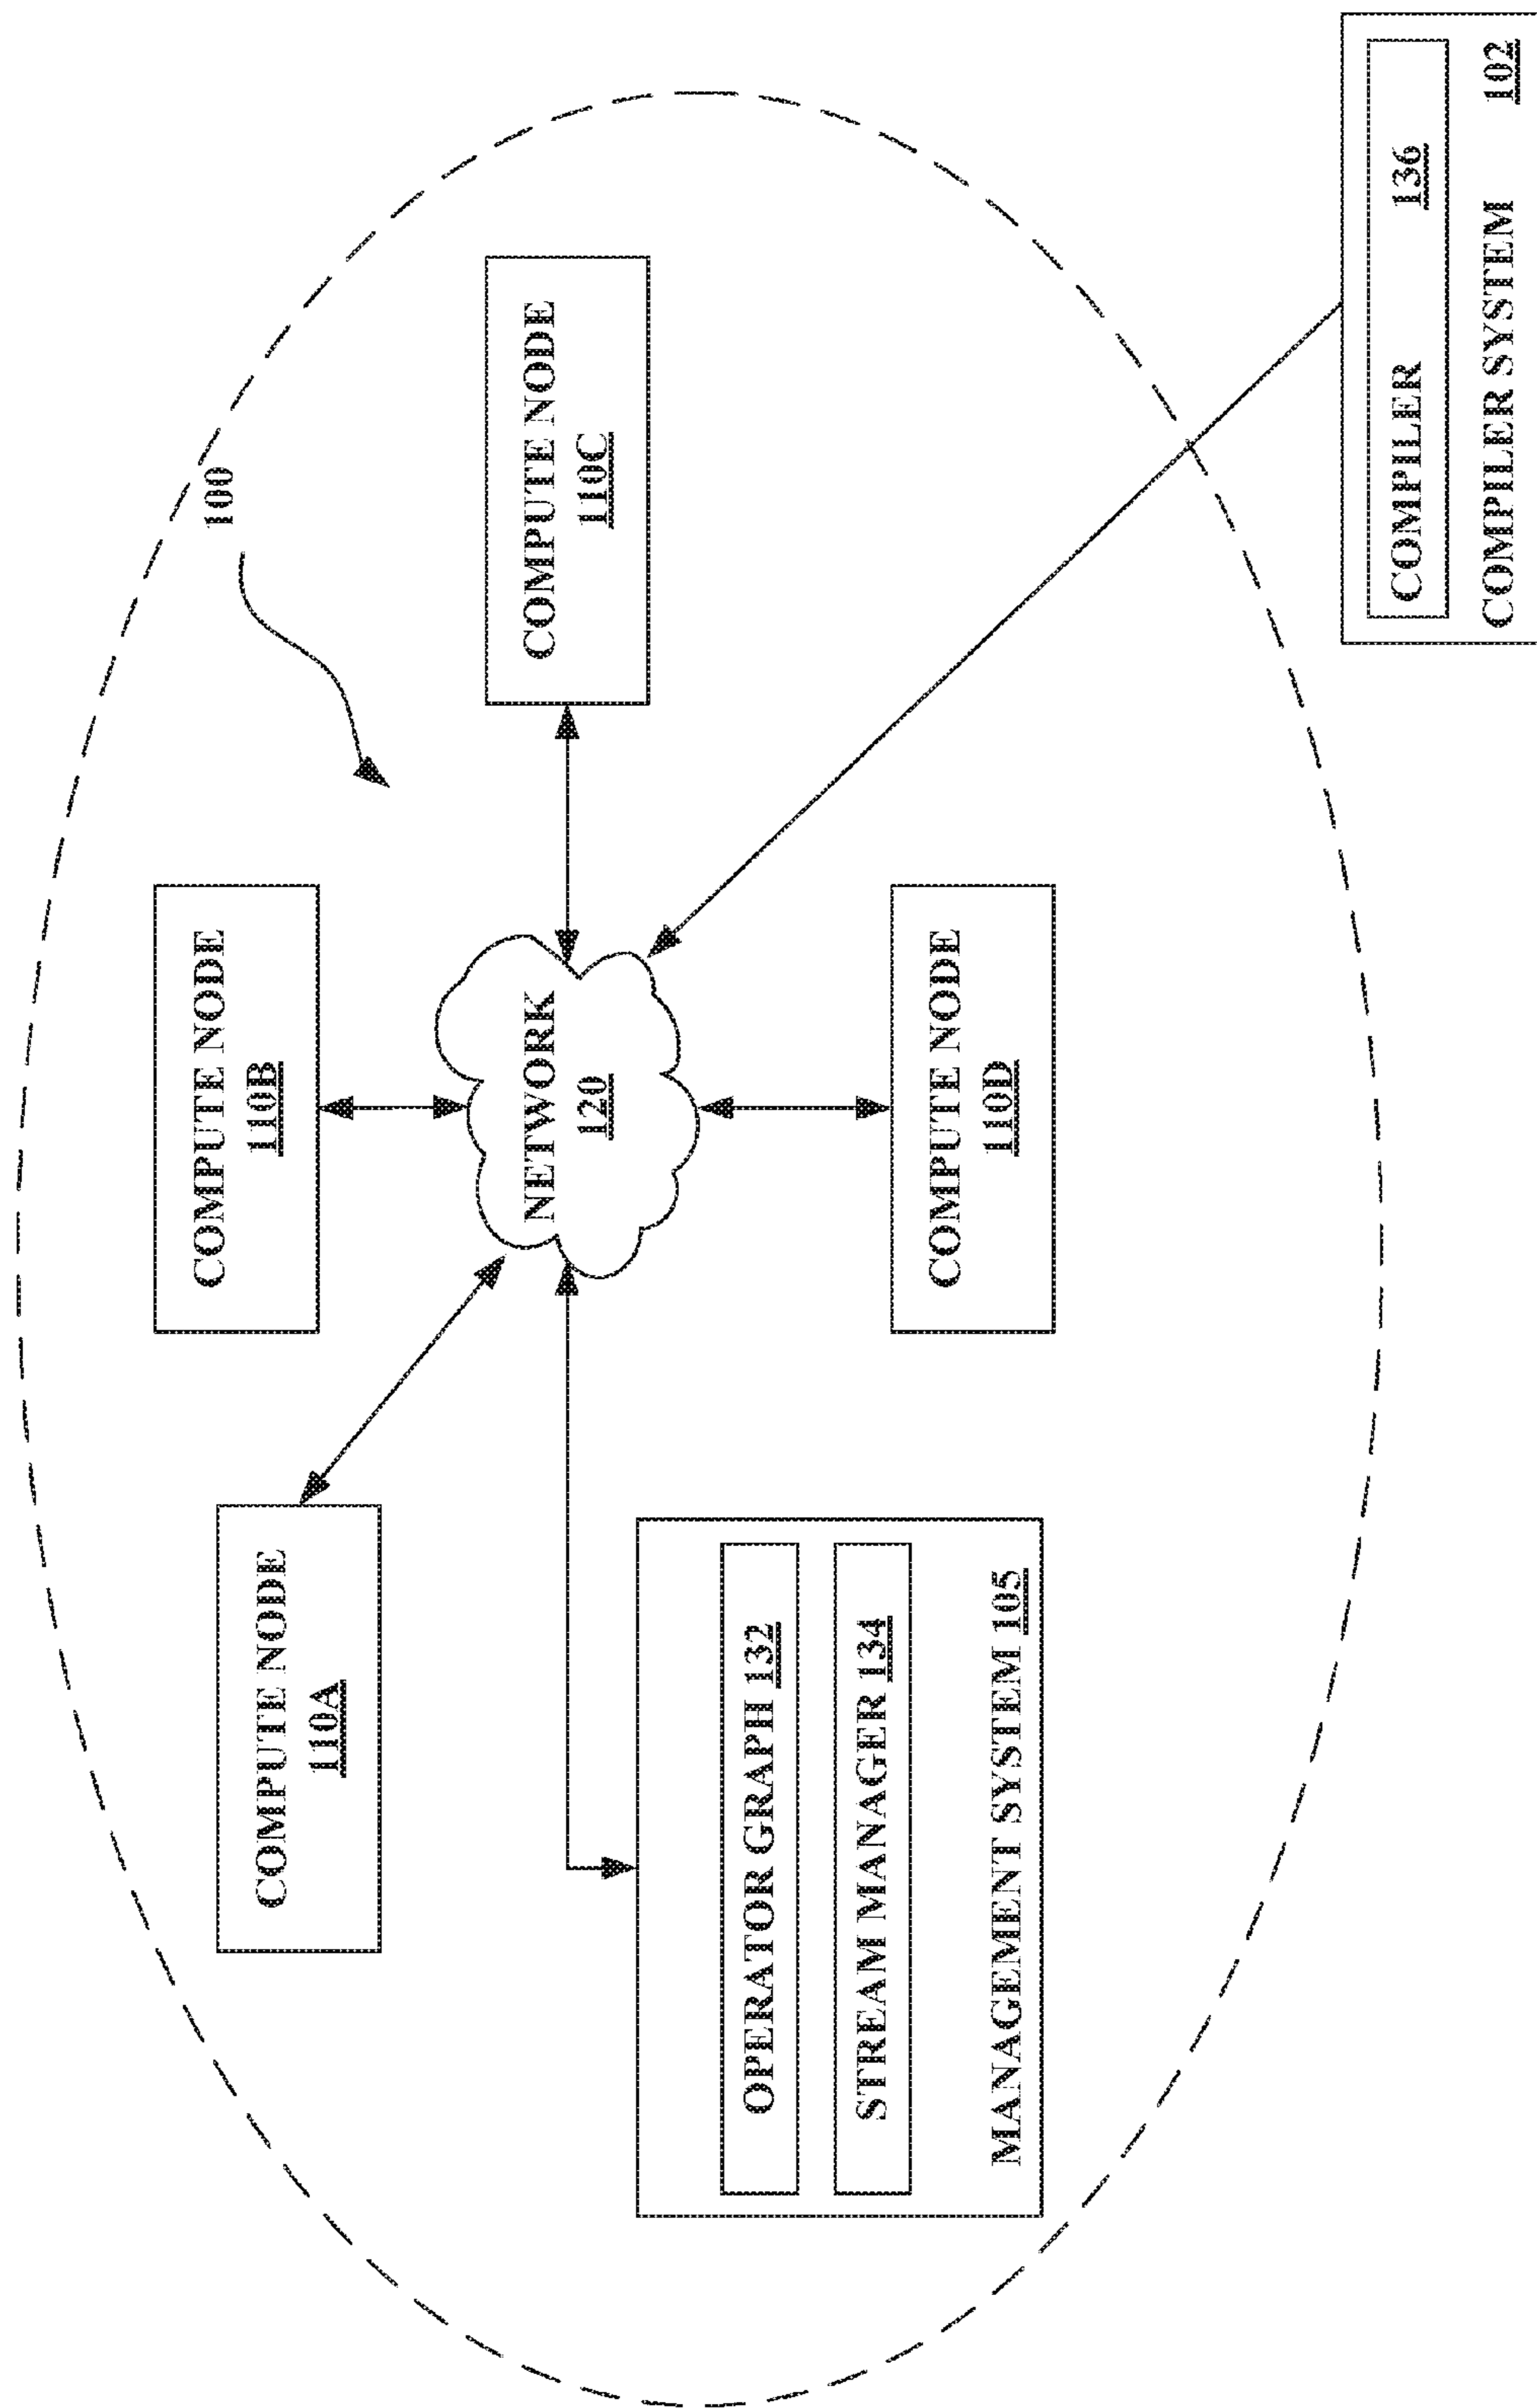 100
COMPUTE NODE
110B
COMPUTE NODE
110A
COMPUTE NODE
110C
NETWORK
120
OPERATOR GRAPH 132
STREAM MANAGER 134
MANAGEMENT SYSTEM 105
COMPUTE NODE
110D
COMPILER 136
COMPILER SYSTEM 102